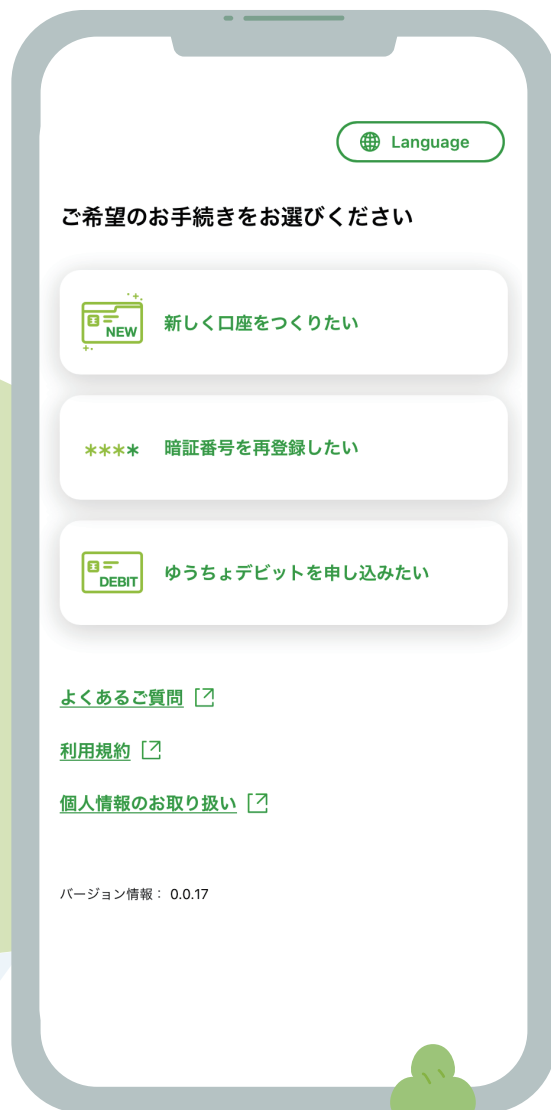 Language
ご希望のお手続きをお選びください
NEW
新しく口座をつくりたい
****
暗証番号を再登録したい
DEBIT
ゆうちょデビットを申し込みたい
よくあるご質問
利用規約
個人情報のお取り扱い
バージョン情報： 0.0.17